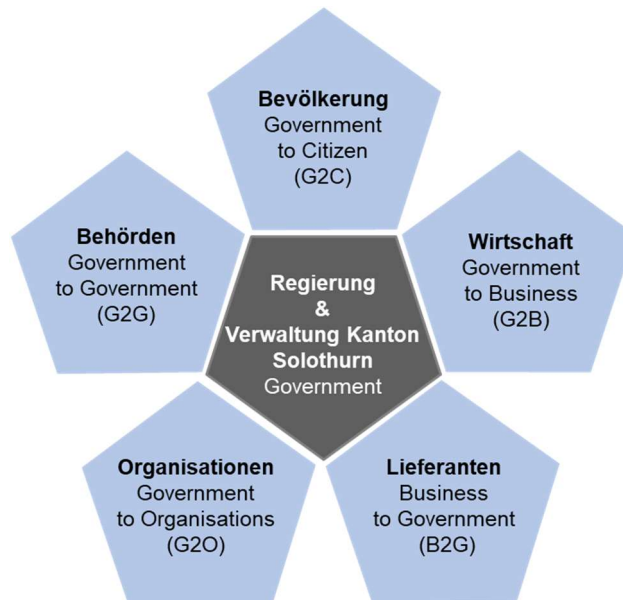 Bevölkerung
Government
to Citizen
(G2C)
Behörden
Government
to Government
(G2G)
Wirtschaft
Government
to Business
(G2B)
Regierung
&
Verwaltung Kanton
Solothurn
Government
Organisationen
Government
to Organisations
(G2O)
Lieferanten
Business
to Government
(B2G)